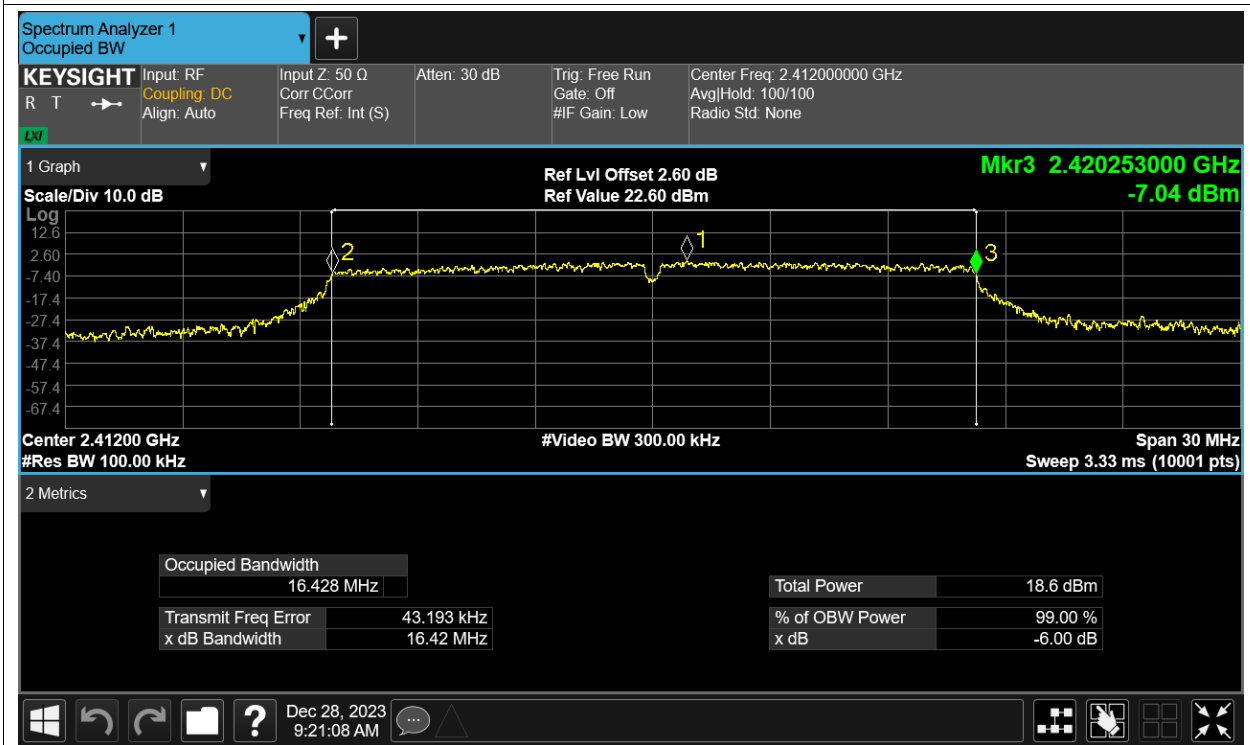 Spectrum Analyzer 1
Occupied BW
KEYSIGHT
R T
LXI
Input: RF
Coupling: DC
Align: Auto
Input Z: 50 Ω
Corr CCorr
Freq Ref: Int (S)
Atten: 30 dB
Trig: Free Run
Gate: Off
#IF Gain: Low
Center Freq: 2.412000000 GHz
Avg|Hold: 100/100
Radio Std: None
1 Graph
Scale/Div 10.0 dB
Ref Lvl Offset 2.60 dB
Ref Value 22.60 dBm
Mkr3 2.420253000 GHz
-7.04 dBm
Log
12.6
2.60
-7.40
-17.4
-27.4
-37.4
-47.4
-57.4
-67.4
2
1
3
Center 2.41200 GHz
#Video BW 300.00 kHz
Span 30 MHz
#Res BW 100.00 kHz
Sweep 3.33 ms (10001 pts)
2 Metrics
Occupied Bandwidth
16.428 MHz
Total Power 18.6 dBm
Transmit Freq Error 43.193 kHz
% of OBW Power 99.00 %
x dB Bandwidth 16.42 MHz
x dB -6.00 dB
?
Dec 28, 2023
9:21:08 AM